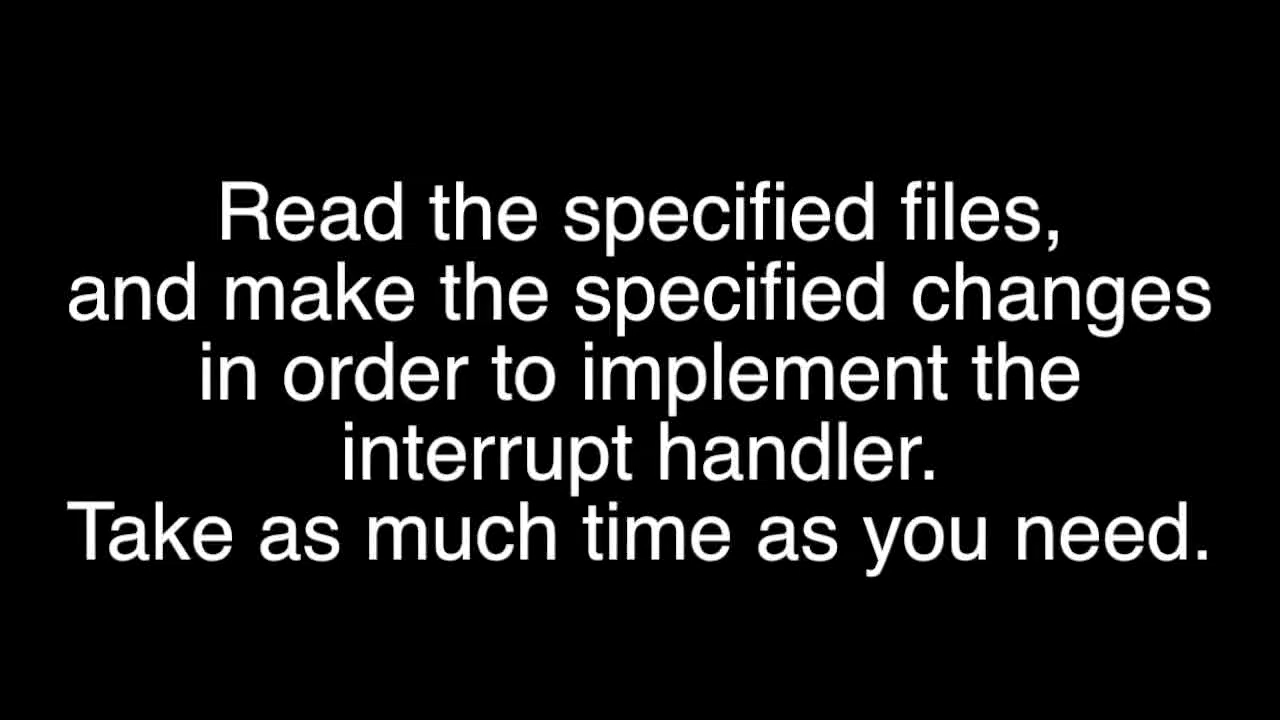 Read the specified files,
and make the specified changes
in order to implement the
interrupt handler.
Take as much time as you need.